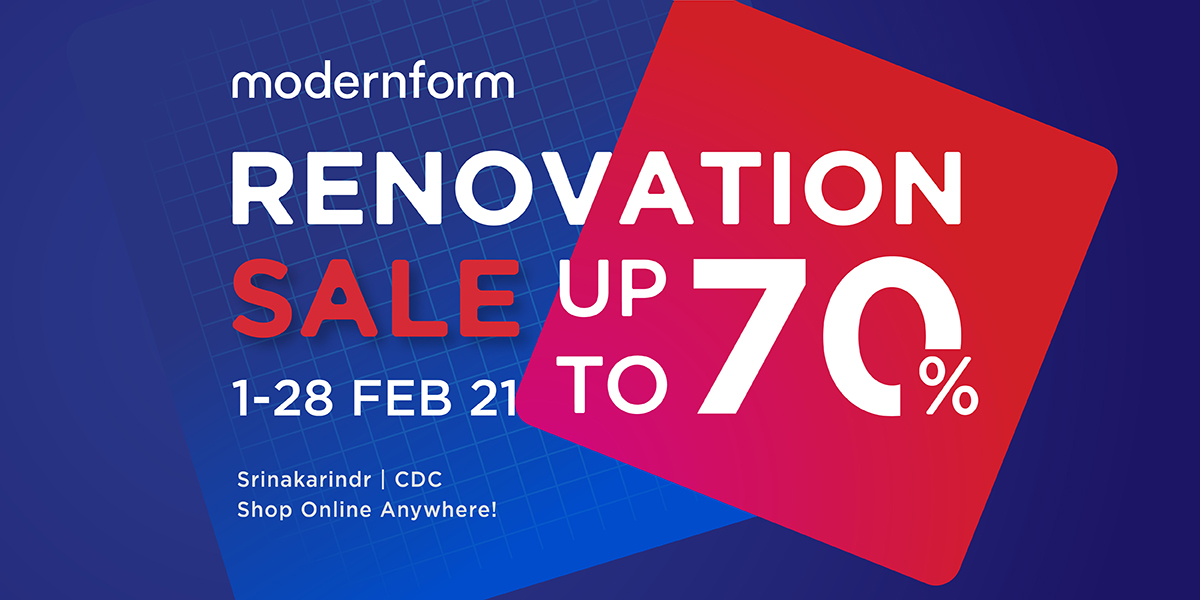 modernform
RENOVATION
SALE UP TO 70%
1-28 FEB 21
Srinakarindr | CDC
Shop Online Anywhere!